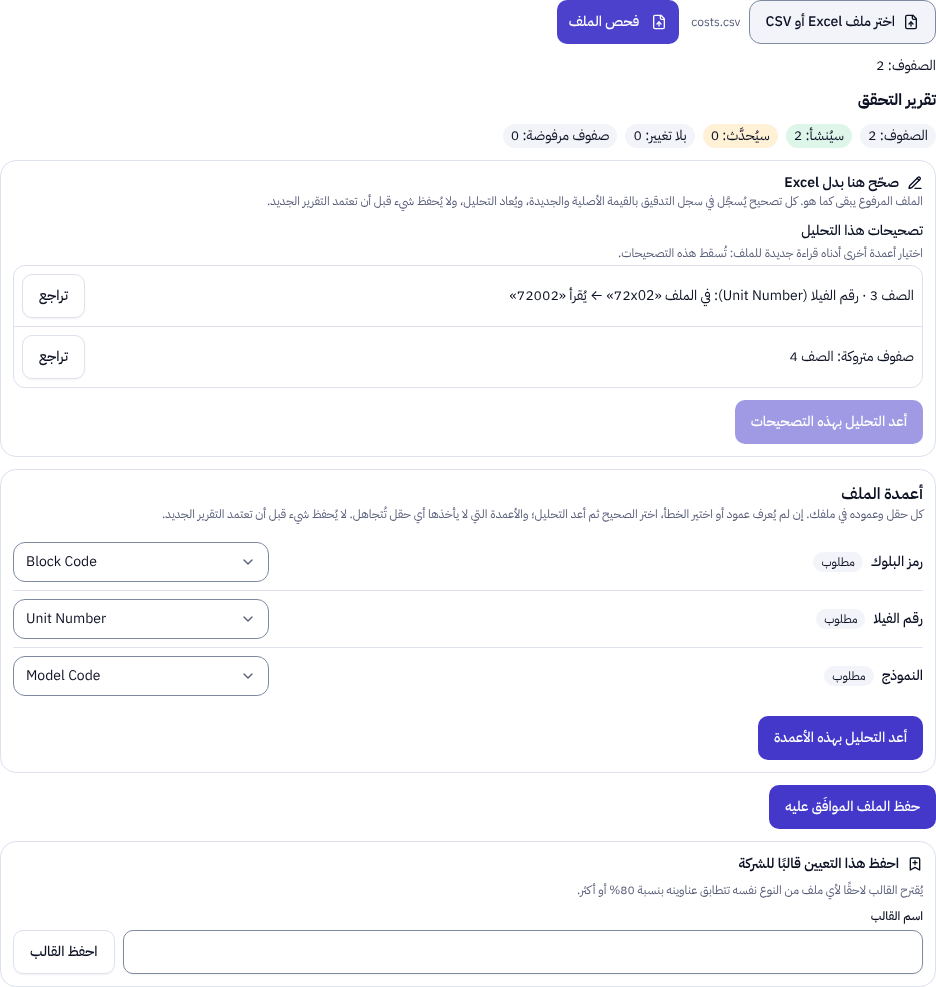 اختر ملف Excel أو CSV
costs.csv
فحص الملف
الصفوف: 2
تقرير التحقق
الصفوف: 2
سيُنشأ: 2
سيُحدَّث: 0
بلا تغيير: 0
صفوف مرفوضة: 0
صحّح هنا بدل Excel
الملف المرفوع يبقى كما هو. كل تصحيح يُسجَّل في سجل التدقيق بالقيمة الأصلية والجديدة، ويُعاد التحليل، ولا يُحفظ شيء قبل أن تعتمد التقرير الجديد.
تصحيحات هذا التحليل
اختيار أعمدة أخرى أدناه قراءة جديدة للملف: تُسقط هذه التصحيحات.
الصف 3 · رقم الفيلا (Unit Number): في الملف «72x02» ← يُقرأ «72002»
تراجع
صفوف متروكة: الصف 4
تراجع
أعد التحليل بهذه التصحيحات
أعمدة الملف
كل حقل وعموده في ملفك. إن لم يُعرف عمود أو اختير الخطأ، اختر الصحيح ثم أعد التحليل؛ والأعمدة التي لا يأخذها أي حقل تُتجاهل. لا يُحفظ شيء قبل أن تعتمد التقرير الجديد.
رمز البلوك مطلوب
Block Code
رقم الفيلا مطلوب
Unit Number
النموذج مطلوب
Model Code
أعد التحليل بهذه الأعمدة
حفظ الملف الموافَق عليه
احفظ هذا التعيين قالبًا للشركة
يُقترح القالب لاحقًا لأي ملف من النوع نفسه تتطابق عناوينه بنسبة 80% أو أكثر.
اسم القالب
احفظ القالب